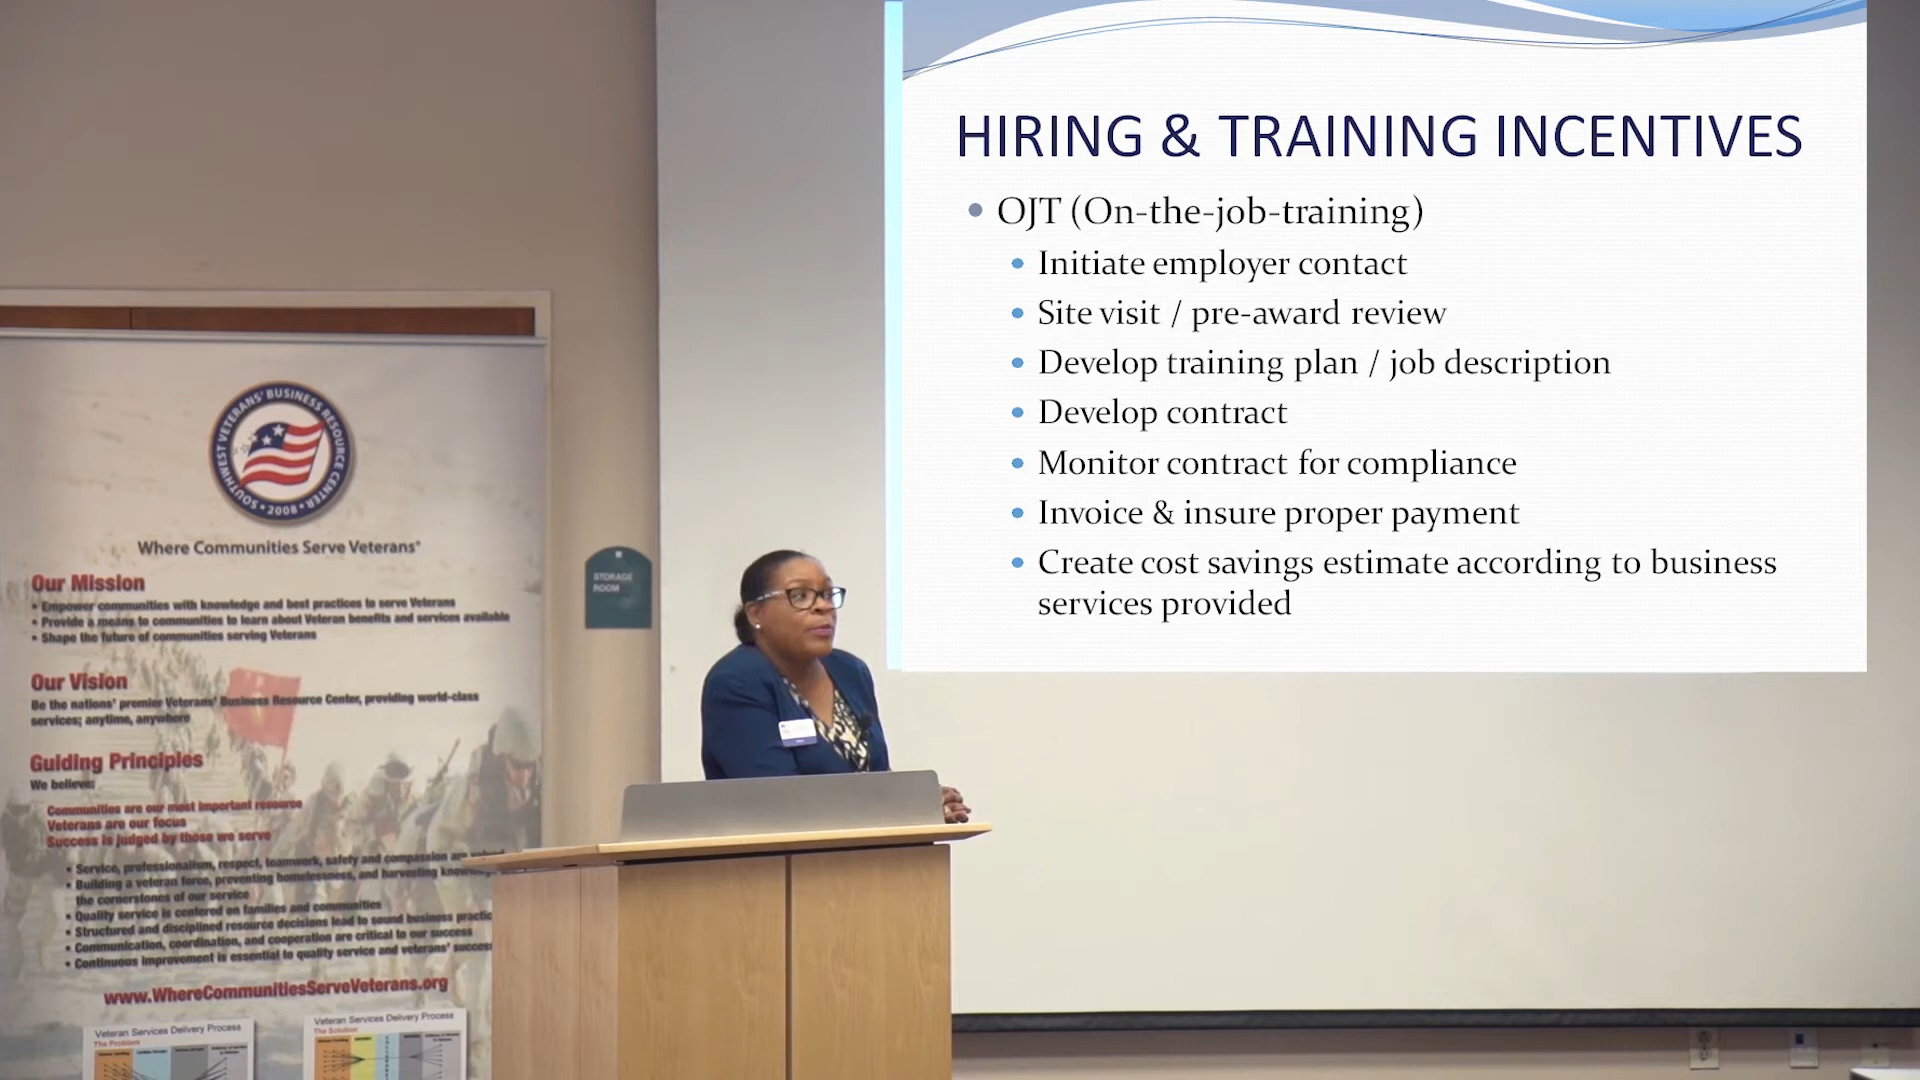 HIRING & TRAINING INCENTIVES
• OJT (On-the-job-training)
• Initiate employer contact
• Site visit / pre-award review
• Develop training plan / job description
• Develop contract
• Monitor contract for compliance
• Invoice & insure proper payment
• Create cost savings estimate according to business
services provided
STORAGE
ROOM
SOUTHWEST VETERANS' BUSINESS RESOURCE CENTER
• 2008 •
Where Communities Serve Veterans®
Our Mission
• Empower communities with knowledge and best practices to serve Veterans
• Provide a means to communities to learn about Veteran benefits and services available
• Shape the future of communities serving Veterans
Our Vision
Be the nations' premier Veterans' Business Resource Center, providing world-class
services; anytime, anywhere
Guiding Principles
We believe:
Communities are our most important resource
Veterans are our focus
Success is judged by those we serve
• Service, professionalism, respect, teamwork, safety and compassion are valued
• Building a veteran force, preventing homelessness, and harvesting
the cornerstones of our service
• Quality service is centered on families and communities
• Structured and disciplined resource decisions lead to sound business
• Communication, coordination, and cooperation are critical to our success
• Continuous improvement is essential to quality service and veterans'
www.WhereCommunitiesServeVeterans.org
Veteran Services Delivery Process
The Problem
Veteran Services Delivery Process
The Solution